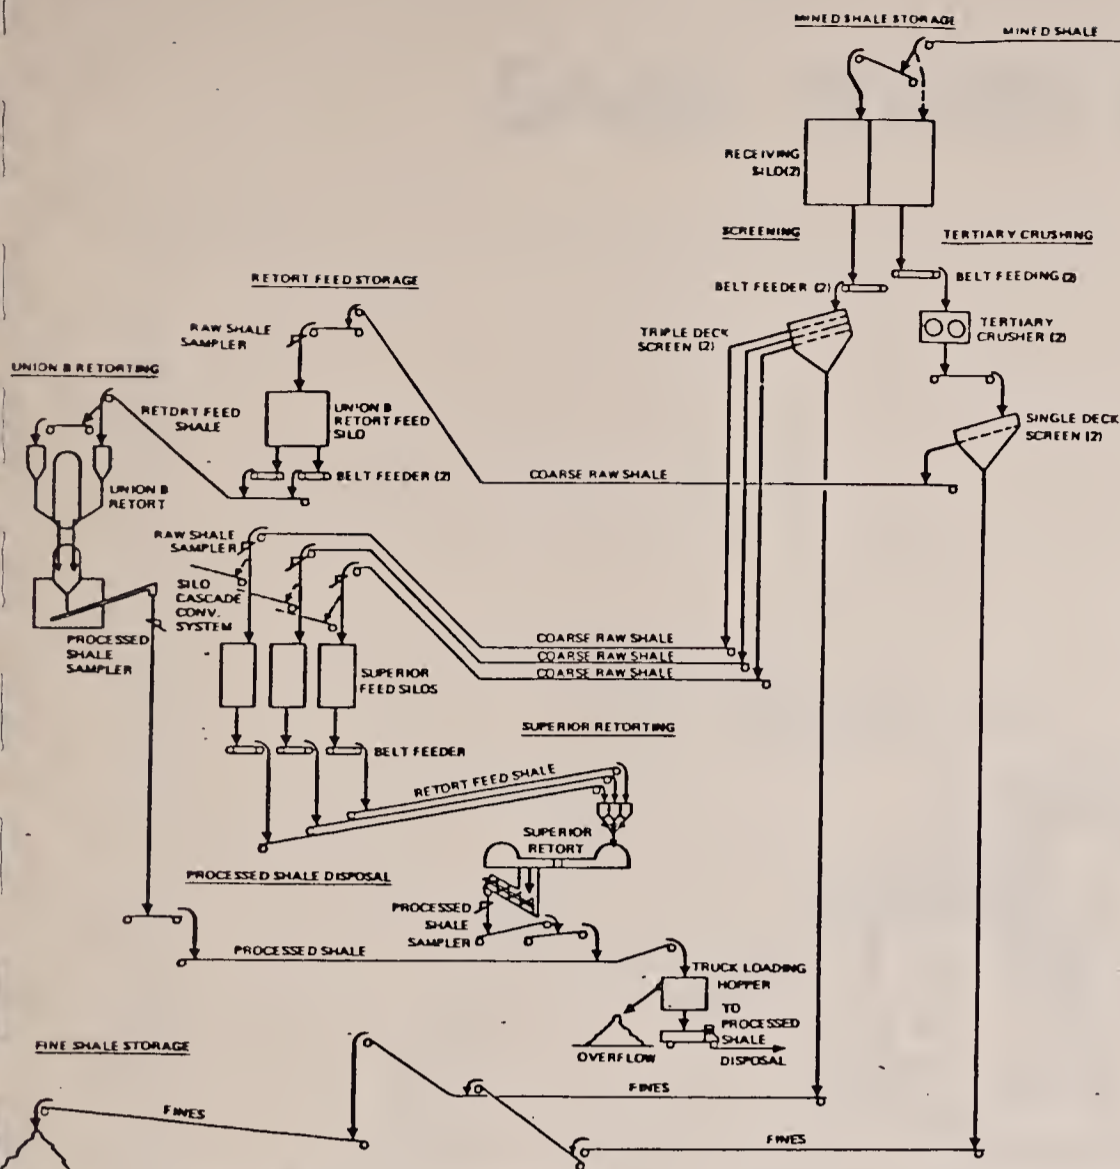 MINED SHALE STORAGE
MINED SHALE
RECEIVING
SILO(2)
SCREENING
TERTIARY CRUSHING
BELT FEEDER (2)
BELT FEEDING (2)
RETORT FEED STORAGE
RAW SHALE
SAMPLER
TRIPLE DECK
SCREEN (2)
TERTIARY
CRUSHER (2)
UNION B RETORTING
RETORT FEED
SHALE
UNION B
RETORT FEED
SILO
SINGLE DECK
SCREEN (2)
BELT FEEDER (2)
COARSE RAW SHALE
UNION B
RETORT
RAW SHALE
SAMPLER
SILO
CASCADE
CONV.
SYSTEM
PROCESSED
SHALE
SAMPLER
COARSE RAW SHALE
COARSE RAW SHALE
COARSE RAW SHALE
SUPERIOR
FEED SILOS
SUPERIOR RETORTING
BELT FEEDER
RETORT FEED SHALE
SUPERIOR
RETORT
PROCESSED SHALE DISPOSAL
PROCESSED
SHALE
SAMPLER
PROCESSED SHALE
TRUCK LOADING
HOPPER
TO
PROCESSED
SHALE
DISPOSAL
OVERFLOW
FINE SHALE STORAGE
FINES
FINES
FINES